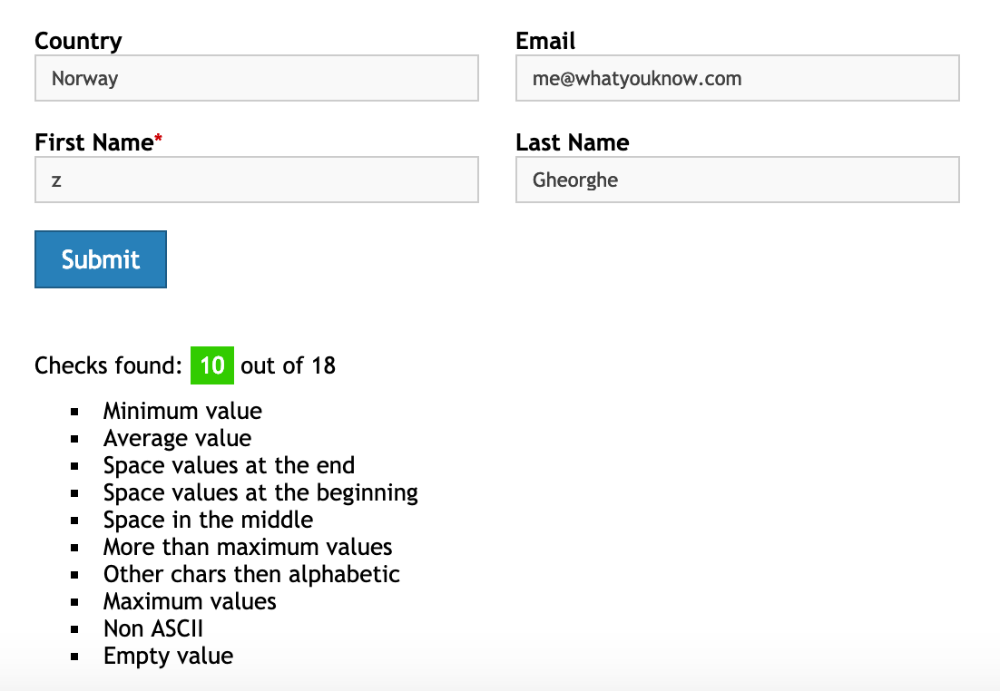 Country
Norway
Email
me@whatyouknow.com
First Name*
z
Last Name
Gheorghe
Submit
Checks found: 10 out of 18
▪ Minimum value
▪ Average value
▪ Space values at the end
▪ Space values at the beginning
▪ Space in the middle
▪ More than maximum values
▪ Other chars then alphabetic
▪ Maximum values
▪ Non ASCII
▪ Empty value